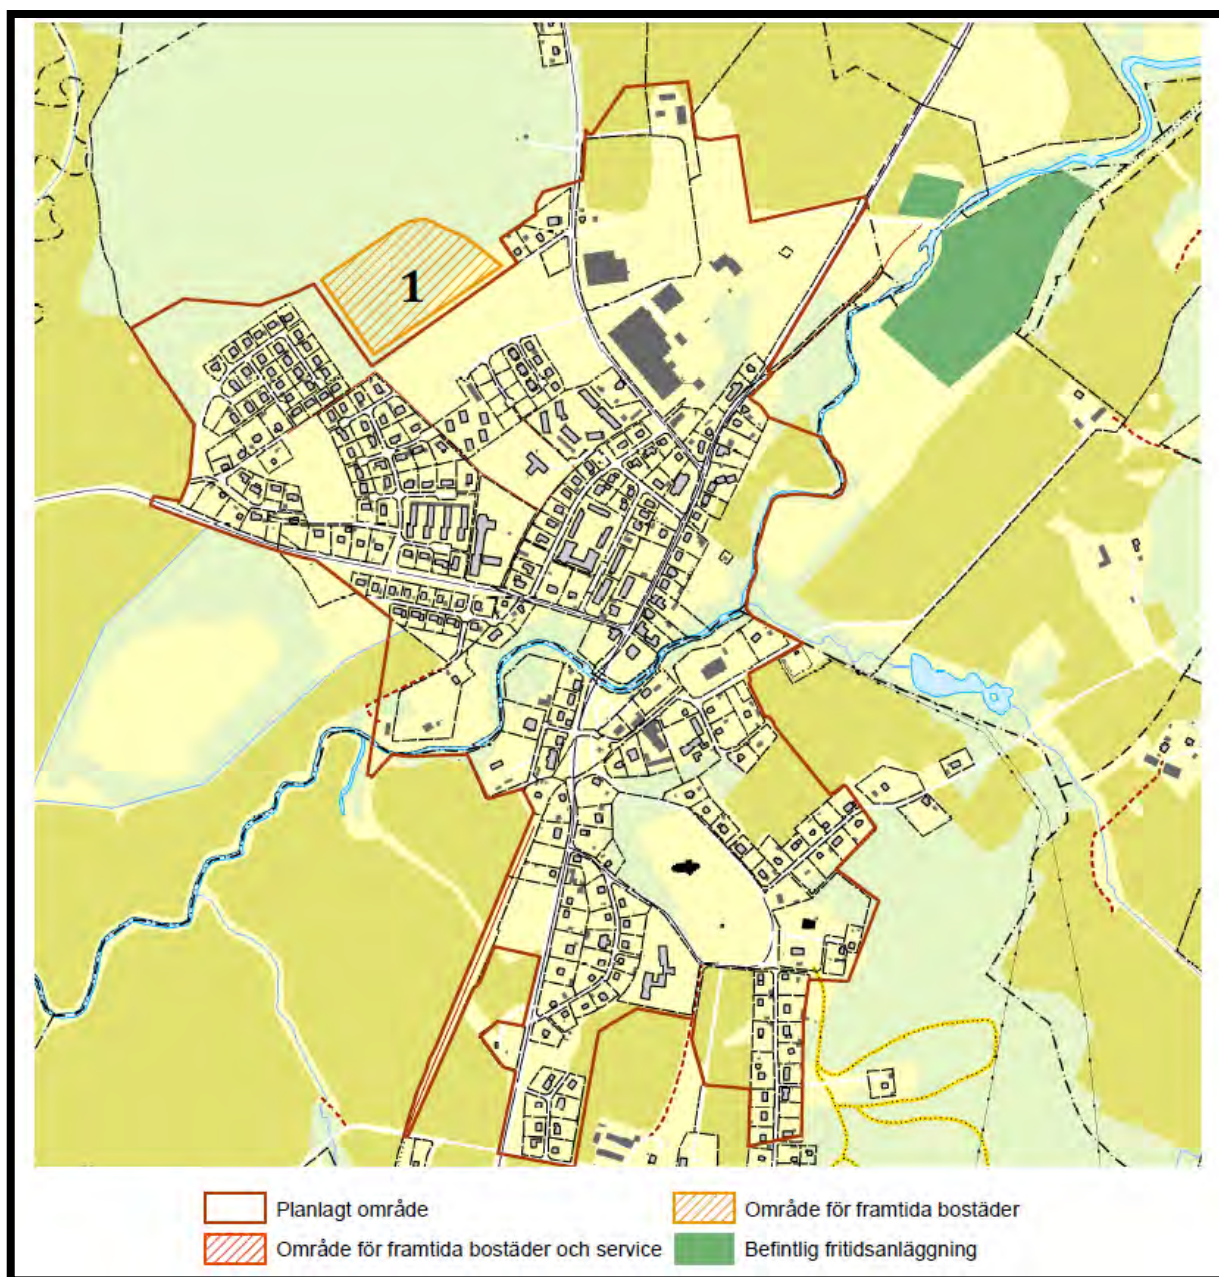 1
Planlagt område
Område för framtida bostäder
Område för framtida bostäder och service
Befintlig fritidsanläggning